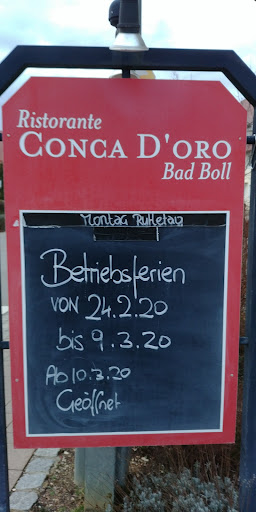 Ristorante
CONCA D'ORO
Bad Boll
Montag Ruhetag
Betriebsferien
von 24.2.20
bis 9.3.20
Ab 10.3.20
Geöffnet